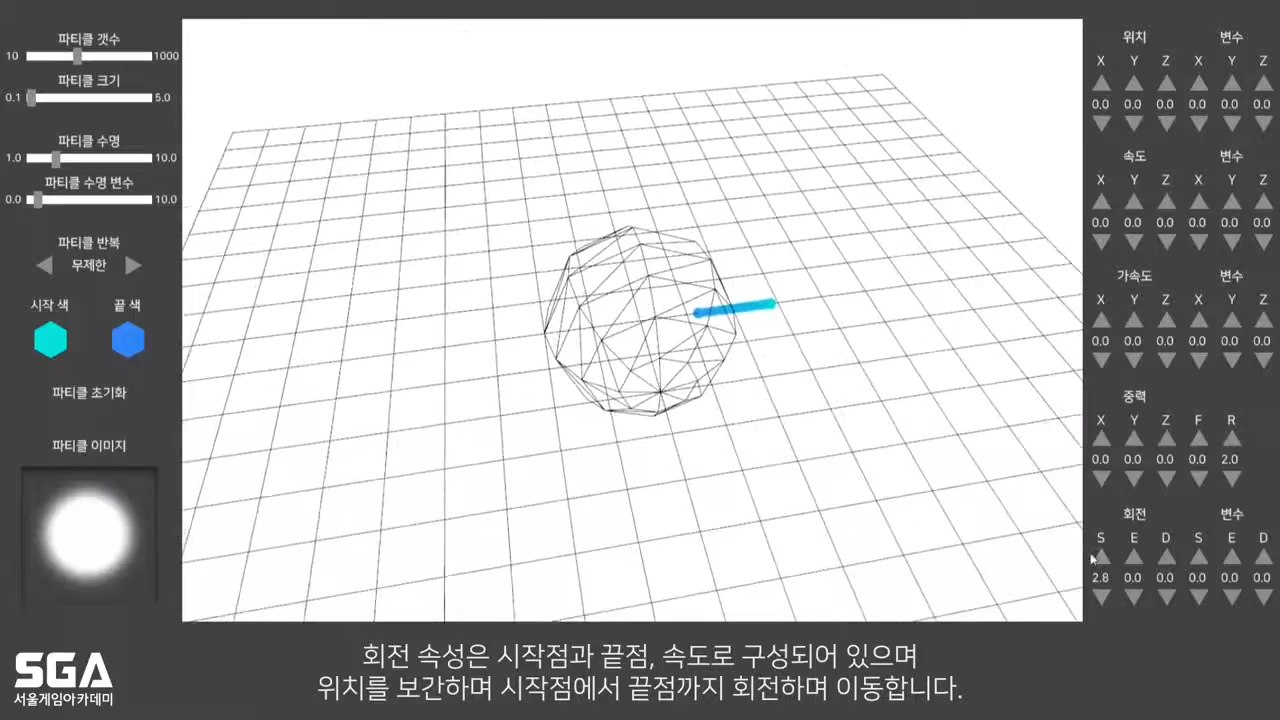 파티클 갯수
10 1000
파티클 크기
0.1 5.0
파티클 수명
1.0 10.0
파티클 수명 변수
0.0 10.0
파티클 반복
무제한
시작 색 끝 색
파티클 초기화
파티클 이미지
위치 변수
X Y Z X Y Z
0.0 0.0 0.0 0.0 0.0 0.0
속도 변수
X Y Z X Y Z
0.0 0.0 0.0 0.0 0.0 0.0
가속도 변수
X Y Z X Y Z
0.0 0.0 0.0 0.0 0.0 0.0
중력
X Y Z F R
0.0 0.0 0.0 0.0 2.0
회전 변수
S E D S E D
2.8 0.0 0.0 0.0 0.0 0.0
SGA
서울게임아카데미
회전 속성은 시작점과 끝점, 속도로 구성되어 있으며
위치를 보간하며 시작점에서 끝점까지 회전하며 이동합니다.